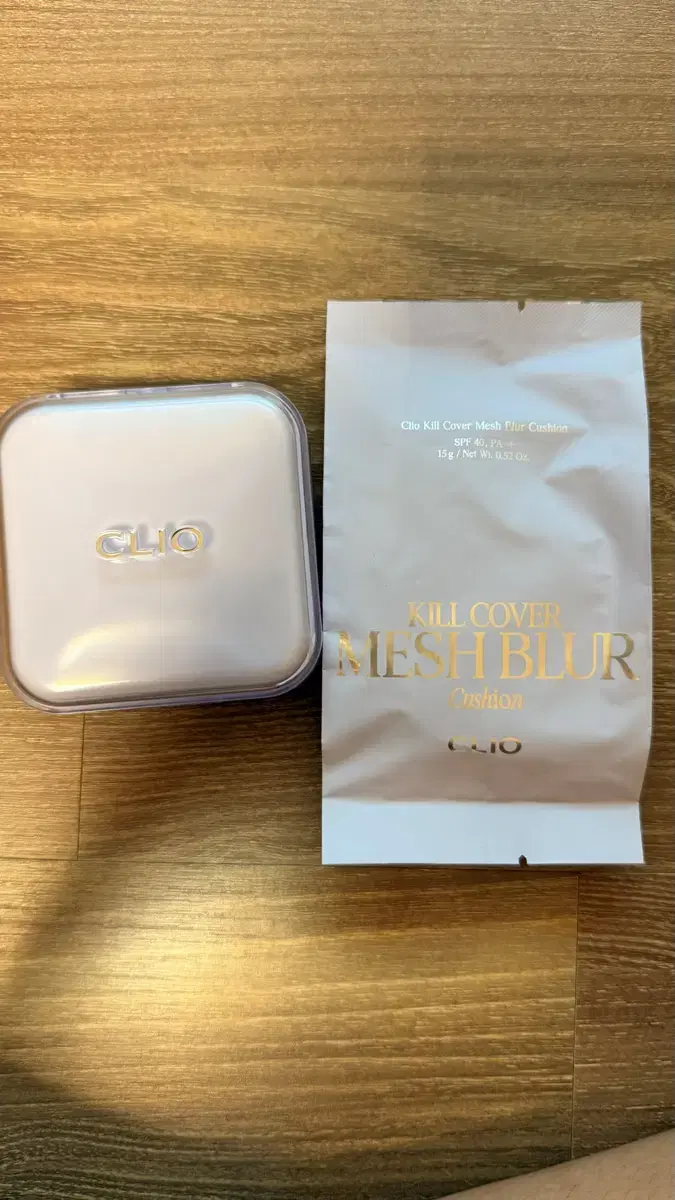 CLIO
Clio Kill Cover Mesh Blur Cushion
SPF 40, PA ++
15 g / Net Wt. 0.52 Oz.
KILL COVER
MESH BLUR
Cushion
CLIO